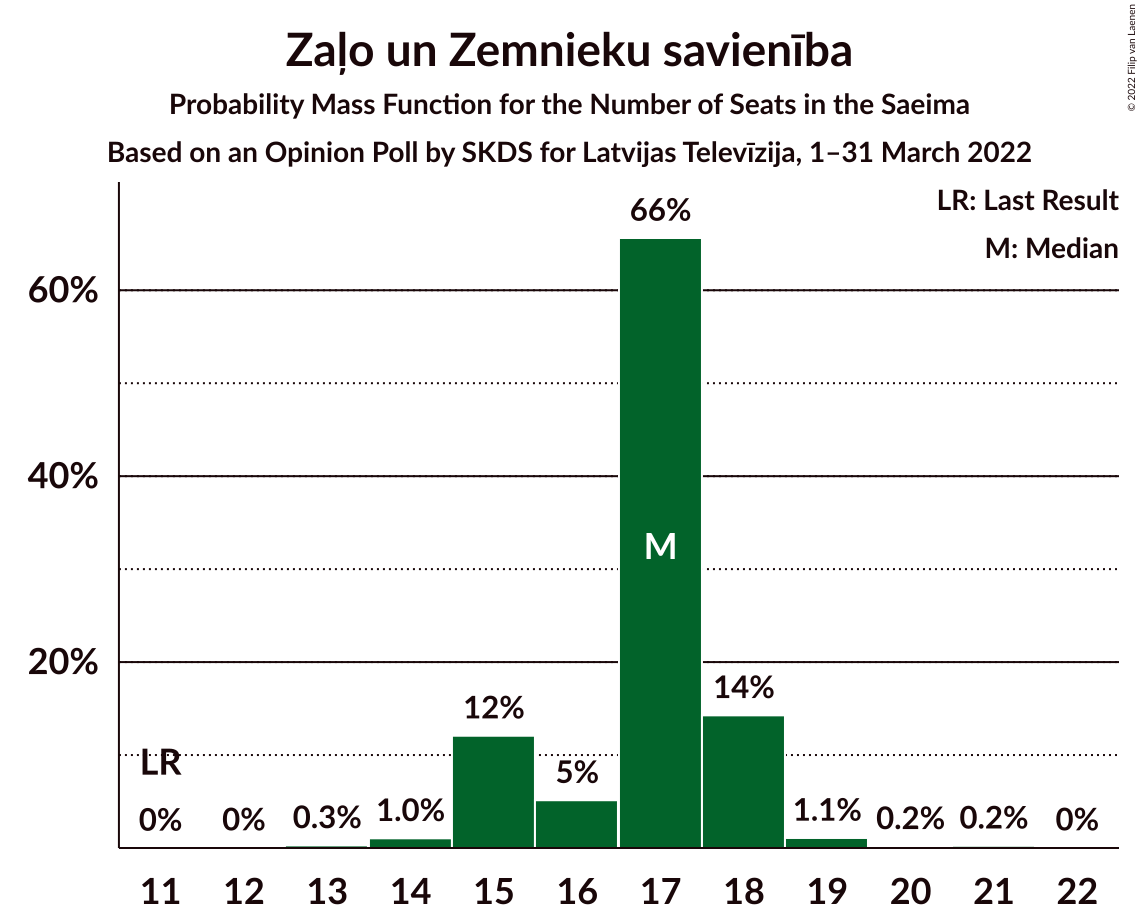 Zaļo un Zemnieku savienība
Probability Mass Function for the Number of Seats in the Saeima
Based on an Opinion Poll by SKDS for Latvijas Televīzija, 1–31 March 2022
© 2022 Filip van Laenen
LR: Last Result
M: Median
66%
60%
40%
20%
M
14%
12%
LR
5%
0% 0% 0.3% 1.0% 1.1% 0.2% 0.2% 0%
11 12 13 14 15 16 17 18 19 20 21 22